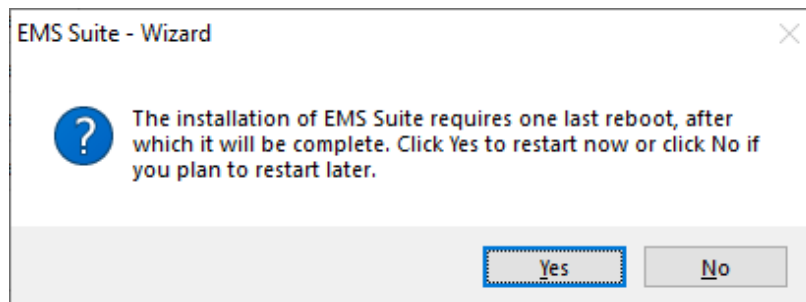 EMS Suite - Wizard
The installation of EMS Suite requires one last reboot, after
which it will be complete. Click Yes to restart now or click No if
you plan to restart later.
Yes
No